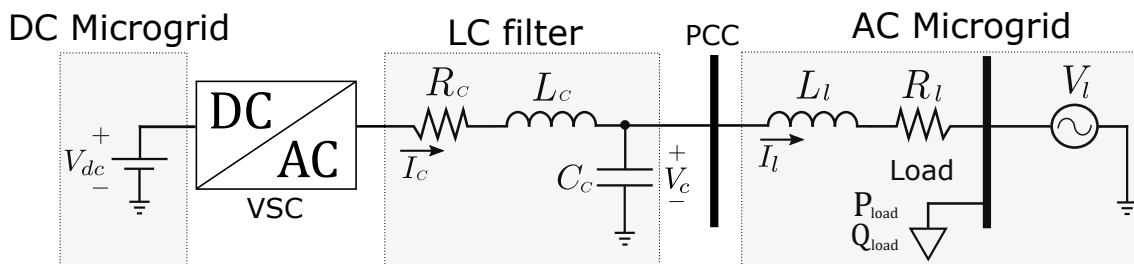 DC Microgrid
LC filter
PCC
AC Microgrid
DC
AC
VSC
+
V_dc
−
R_C
L_C
I_C
C_C
+
V_c
−
L_l
R_l
I_l
Load
P_load
Q_load
V_l